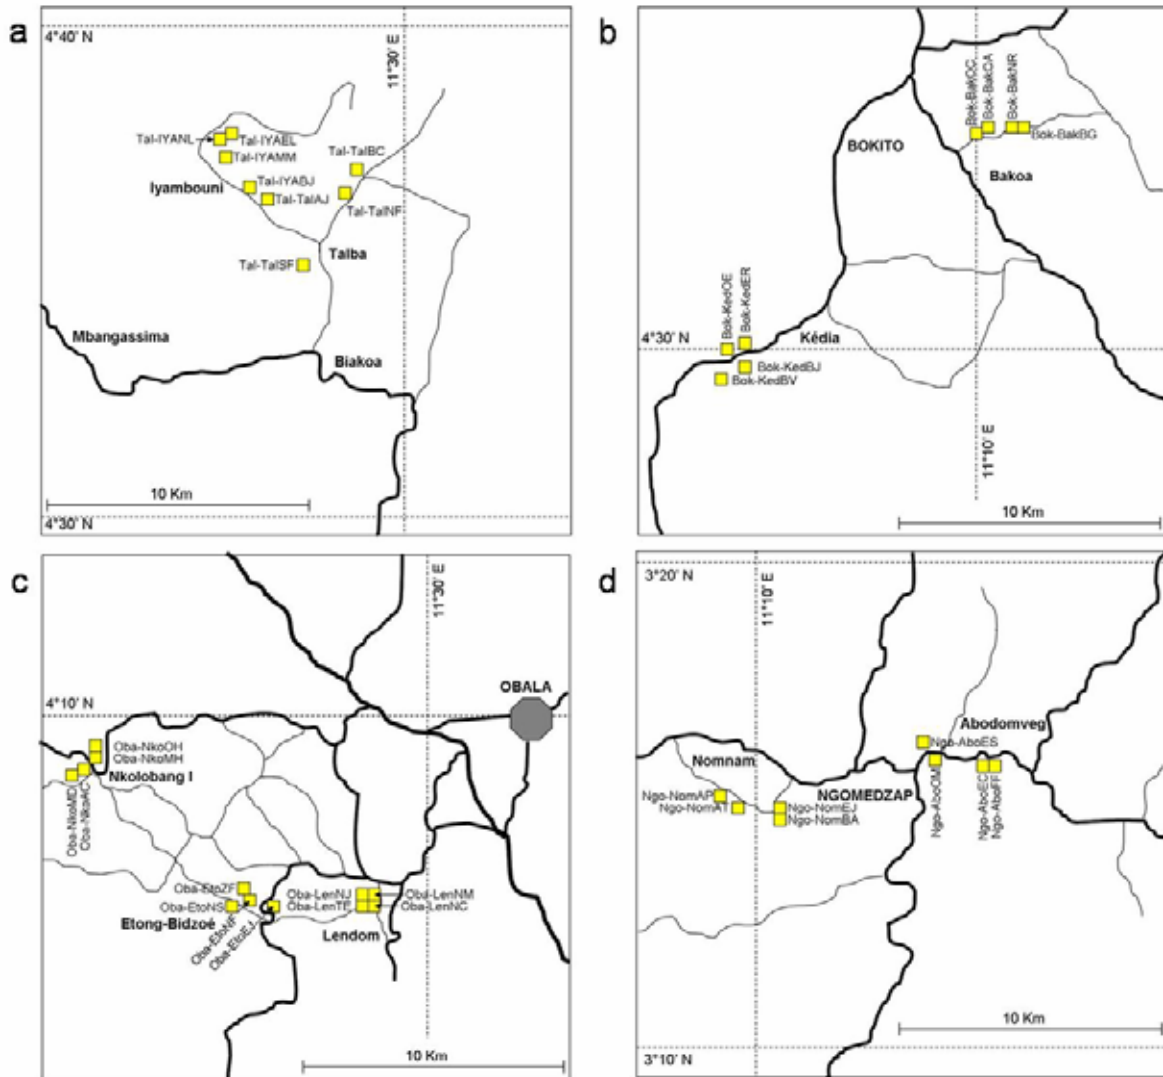 a
4°40' N
11°30' E
Tal-IYANL
Tal-IYAEL
Tal-IYAMM
Tal-TalBC
Iyambouni
Tal-IYABJ
Tal-TalAJ
Tal-TalNF
Talba
Tal-TalSF
Mbangassima
Biakoa
10 Km
4°30' N
b
Bok-BakOC
Bok-BakOA
Bok-BakNR
Bok-BakBG
BOKITO
Bakoa
Bok-KedOE
Bok-KedER
4°30' N
Kédia
Bok-KedBJ
Bok-KedBV
11°10' E
10 Km
c
11°30' E
OBALA
4°10' N
Oba-NkoOH
Oba-NkoMH
Nkolobang I
Oba-NkoMD
Oba-NkoAC
Oba-EtoZF
Oba-LenNJ
Oba-LenNM
Oba-EtoNS
Oba-LenTE
Oba-LenNC
Etong-Bidzoé
Oba-EtoNF
Oba-EtoEJ
Lendom
10 Km
d
3°20' N
11°10' E
Abodomveg
Ngo-AboES
Nomnam
NGOMEDZAP
Ngo-NomAP
Ngo-NomAT
Ngo-NomEJ
Ngo-NomBA
Ngo-AboOM
Ngo-AboEC
Ngo-AboFF
10 Km
3°10' N